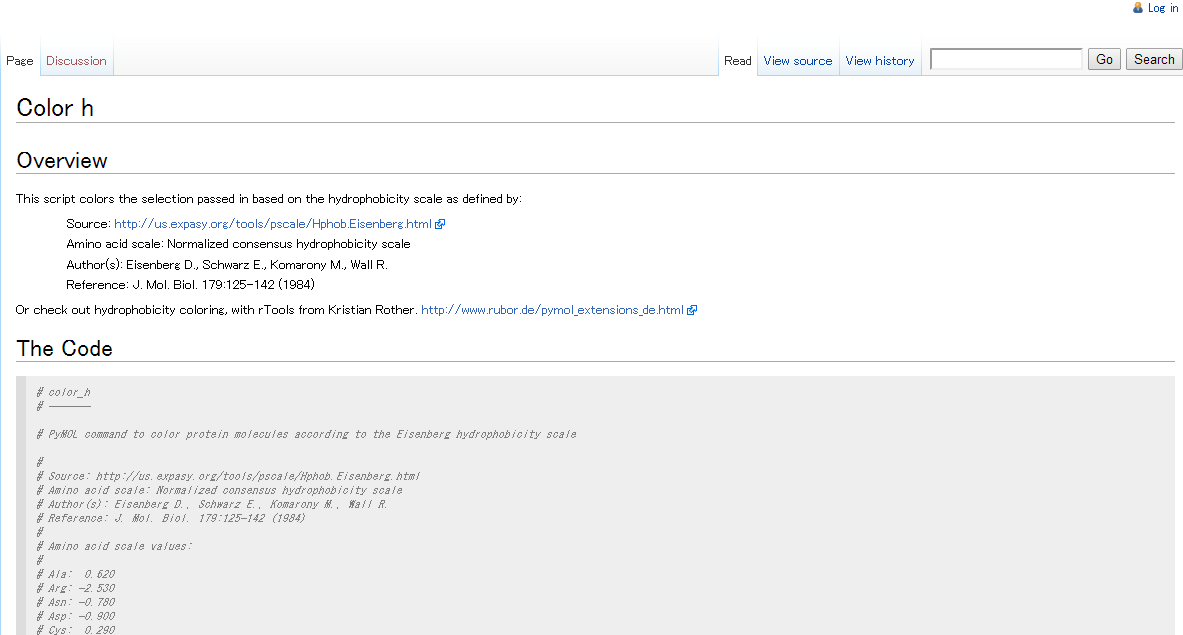 Log in
Page Discussion Read View source View history Go Search
Color h
Overview
This script colors the selection passed in based on the hydrophobicity scale as defined by:
Source: http://us.expasy.org/tools/pscale/Hphob.Eisenberg.html
Amino acid scale: Normalized consensus hydrophobicity scale
Author(s): Eisenberg D., Schwarz E., Komarony M., Wall R.
Reference: J. Mol. Biol. 179:125-142 (1984)
Or check out hydrophobicity coloring, with rTools from Kristian Rother. http://www.rubor.de/pymol_extensions_de.html
The Code
# color_h
# -------
# PyMOL command to color protein molecules according to the Eisenberg hydrophobicity scale
#
# Source: http://us.expasy.org/tools/pscale/Hphob.Eisenberg.html
# Amino acid scale: Normalized consensus hydrophobicity scale
# Author(s): Eisenberg D., Schwarz E., Komarony M., Wall R.
# Reference: J. Mol. Biol. 179:125-142 (1984)
#
# Amino acid scale values:
#
# Ala:  0.620
# Arg: -2.530
# Asn: -0.780
# Asp: -0.900
# Cys:  0.290